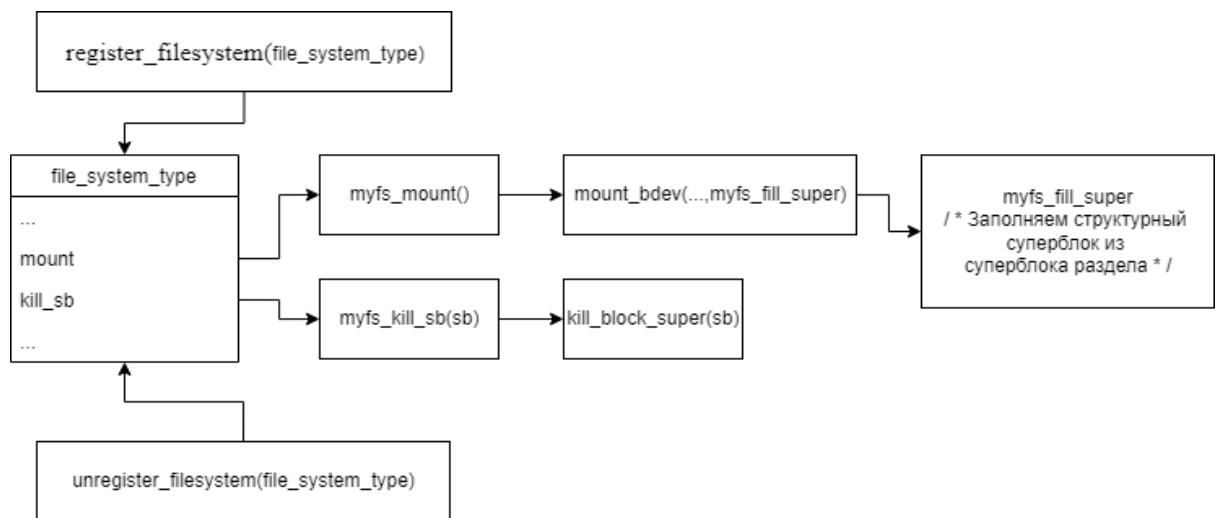 register_filesystem(file_system_type)
file_system_type
...
mount
kill_sb
...
myfs_mount()
mount_bdev(...,myfs_fill_super)
myfs_fill_super
/ * Заполняем структурный
суперблок из
суперблока раздела * /
myfs_kill_sb(sb)
kill_block_super(sb)
unregister_filesystem(file_system_type)